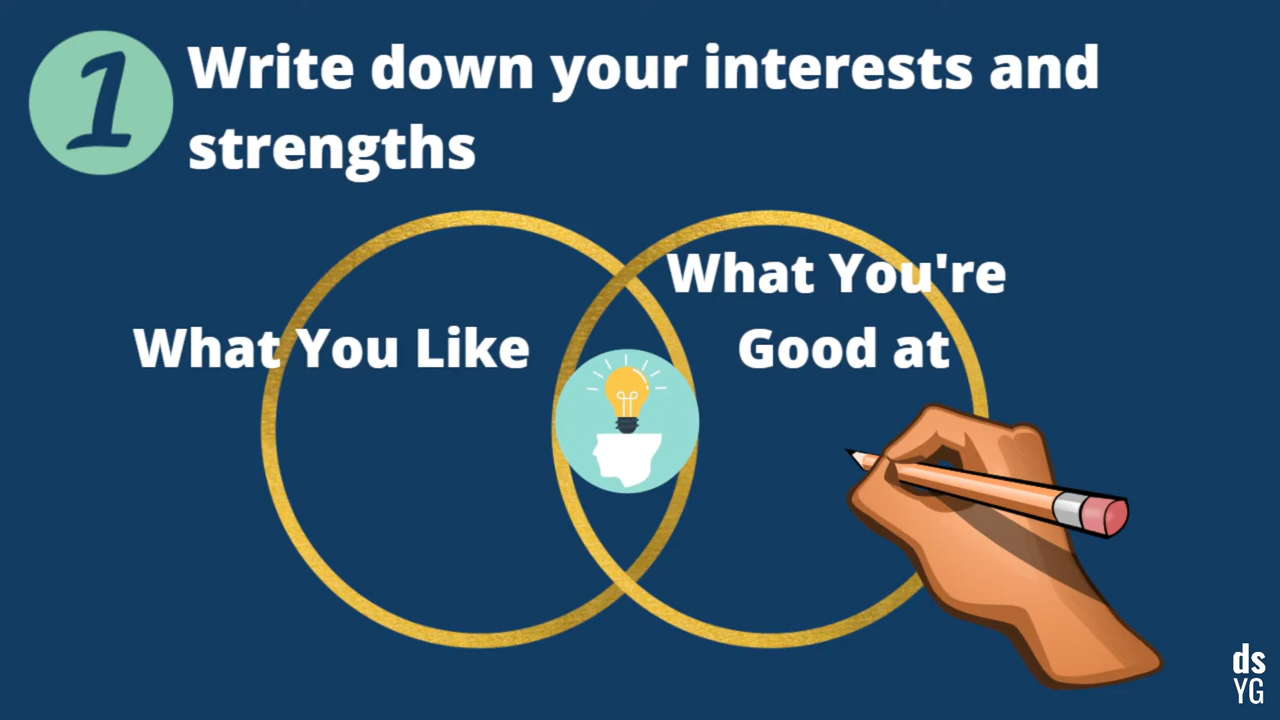 1
Write down your interests and
strengths
What You're
What You Like
Good at
ds
YG